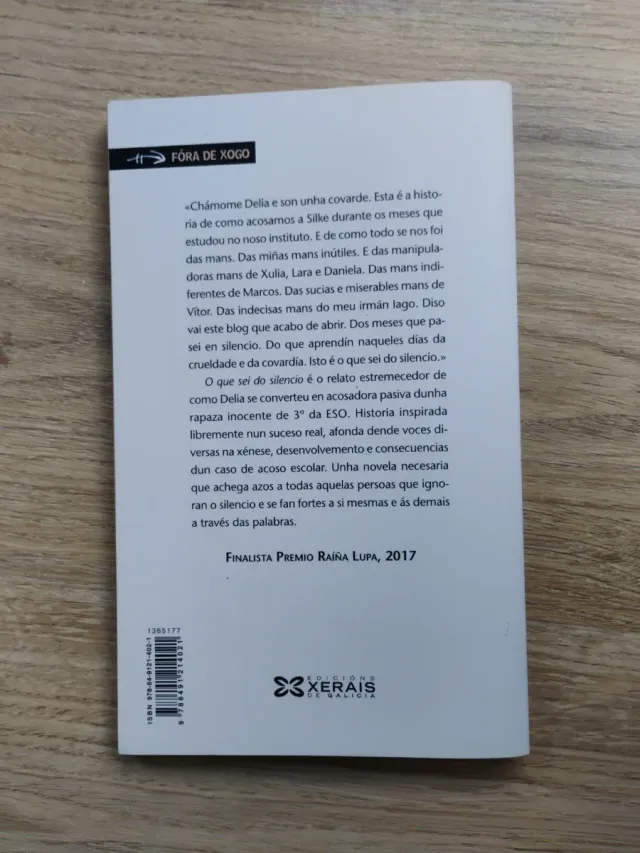 FÓRA DE XOGO
«Chámome Delia e son unha covarde. Esta é a histo-
ria de como acosamos a Silke durante os meses que
estudou no noso instituto. E de como todo se nos foi
das mans. Das miñas mans inútiles. E das manipula-
doras mans de Xulia, Lara e Daniela. Das mans indi-
ferentes de Marcos. Das sucias e miserables mans de
Vítor. Das indecisas mans do meu irmán Iago. Diso
vai este blog que acabo de abrir. Dos meses que pa-
sei en silencio. Do que aprendín naqueles días da
crueldade e da covardía. Isto é o que sei do silencio.»
O que sei do silencio é o relato estremecedor de
como Delia se converteu en acosadora pasiva dunha
rapaza inocente de 3º da ESO. Historia inspirada
libremente nun suceso real, afonda dende voces di-
versas na xénese, desenvolvemento e consecuencias
dun caso de acoso escolar. Unha novela necesaria
que achega azos a todas aquelas persoas que igno-
ran o silencio e se fan fortes a si mesmas e ás demais
a través das palabras.
FINALISTA PREMIO RAÍÑA LUPA, 2017
1365177
ISBN 978-84-9121-402-1
9 788491 214021
EDICIÓNS
XERAIS
DE GALICIA